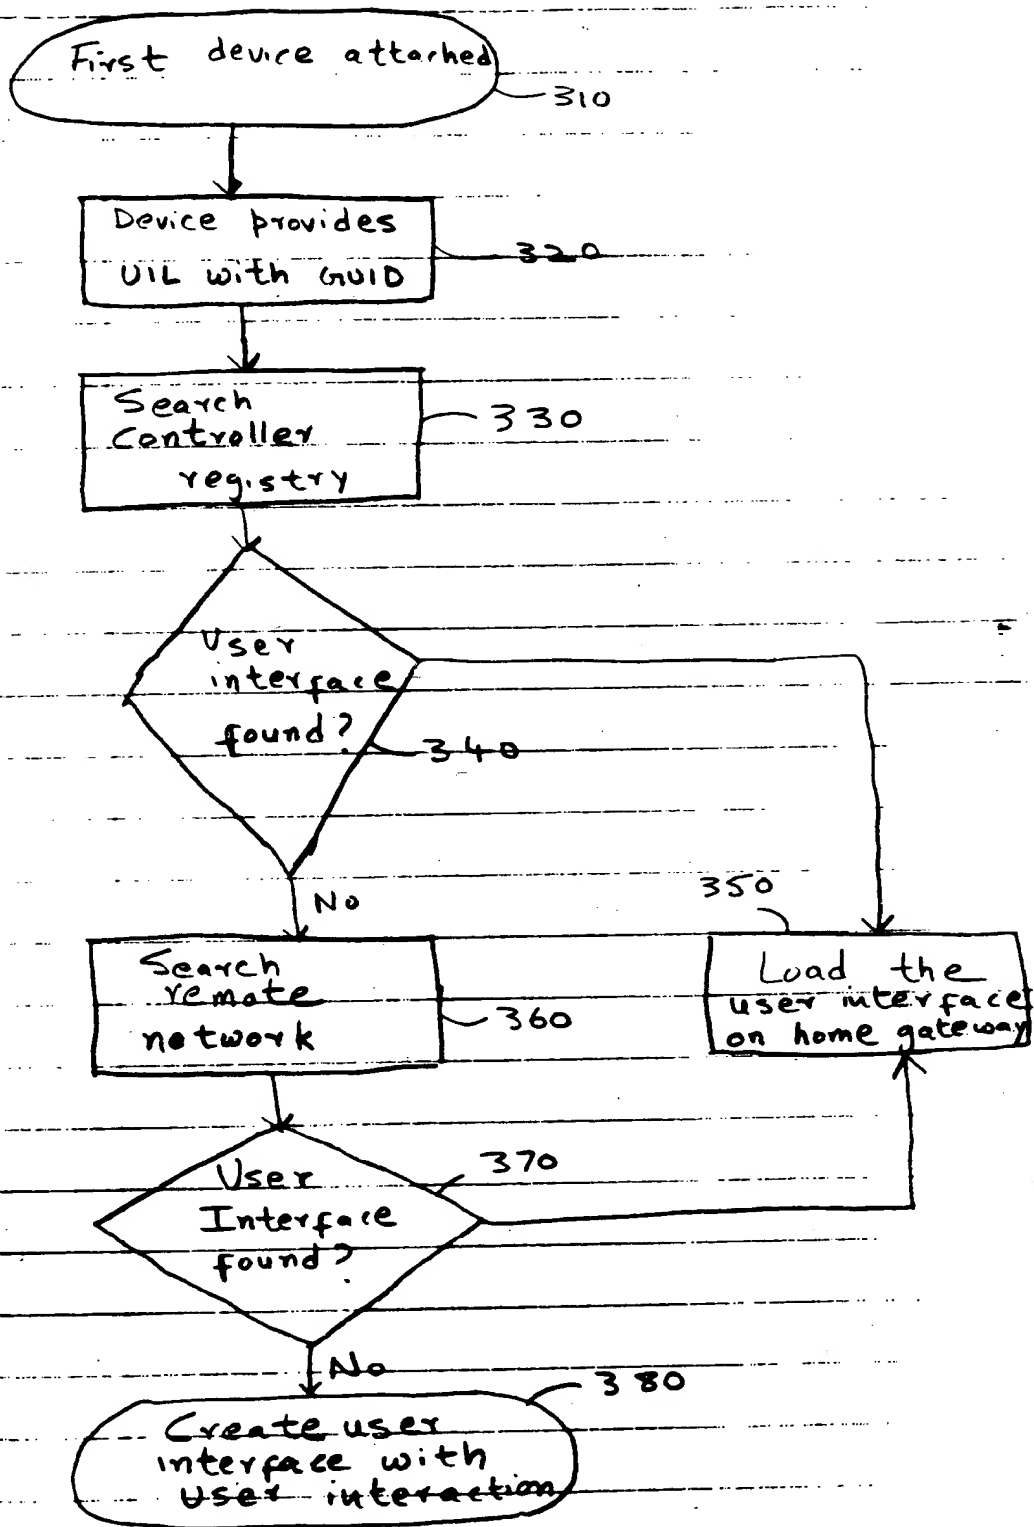 First device attached
310
Device provides
UIL with GUID
320
Search
Controller
registry
330
User
interface
found?
340
No
350
Load the
user interface
on home gateway
Search
remote
network
360
370
User
Interface
found?
No
380
Create user
interface with
user interaction